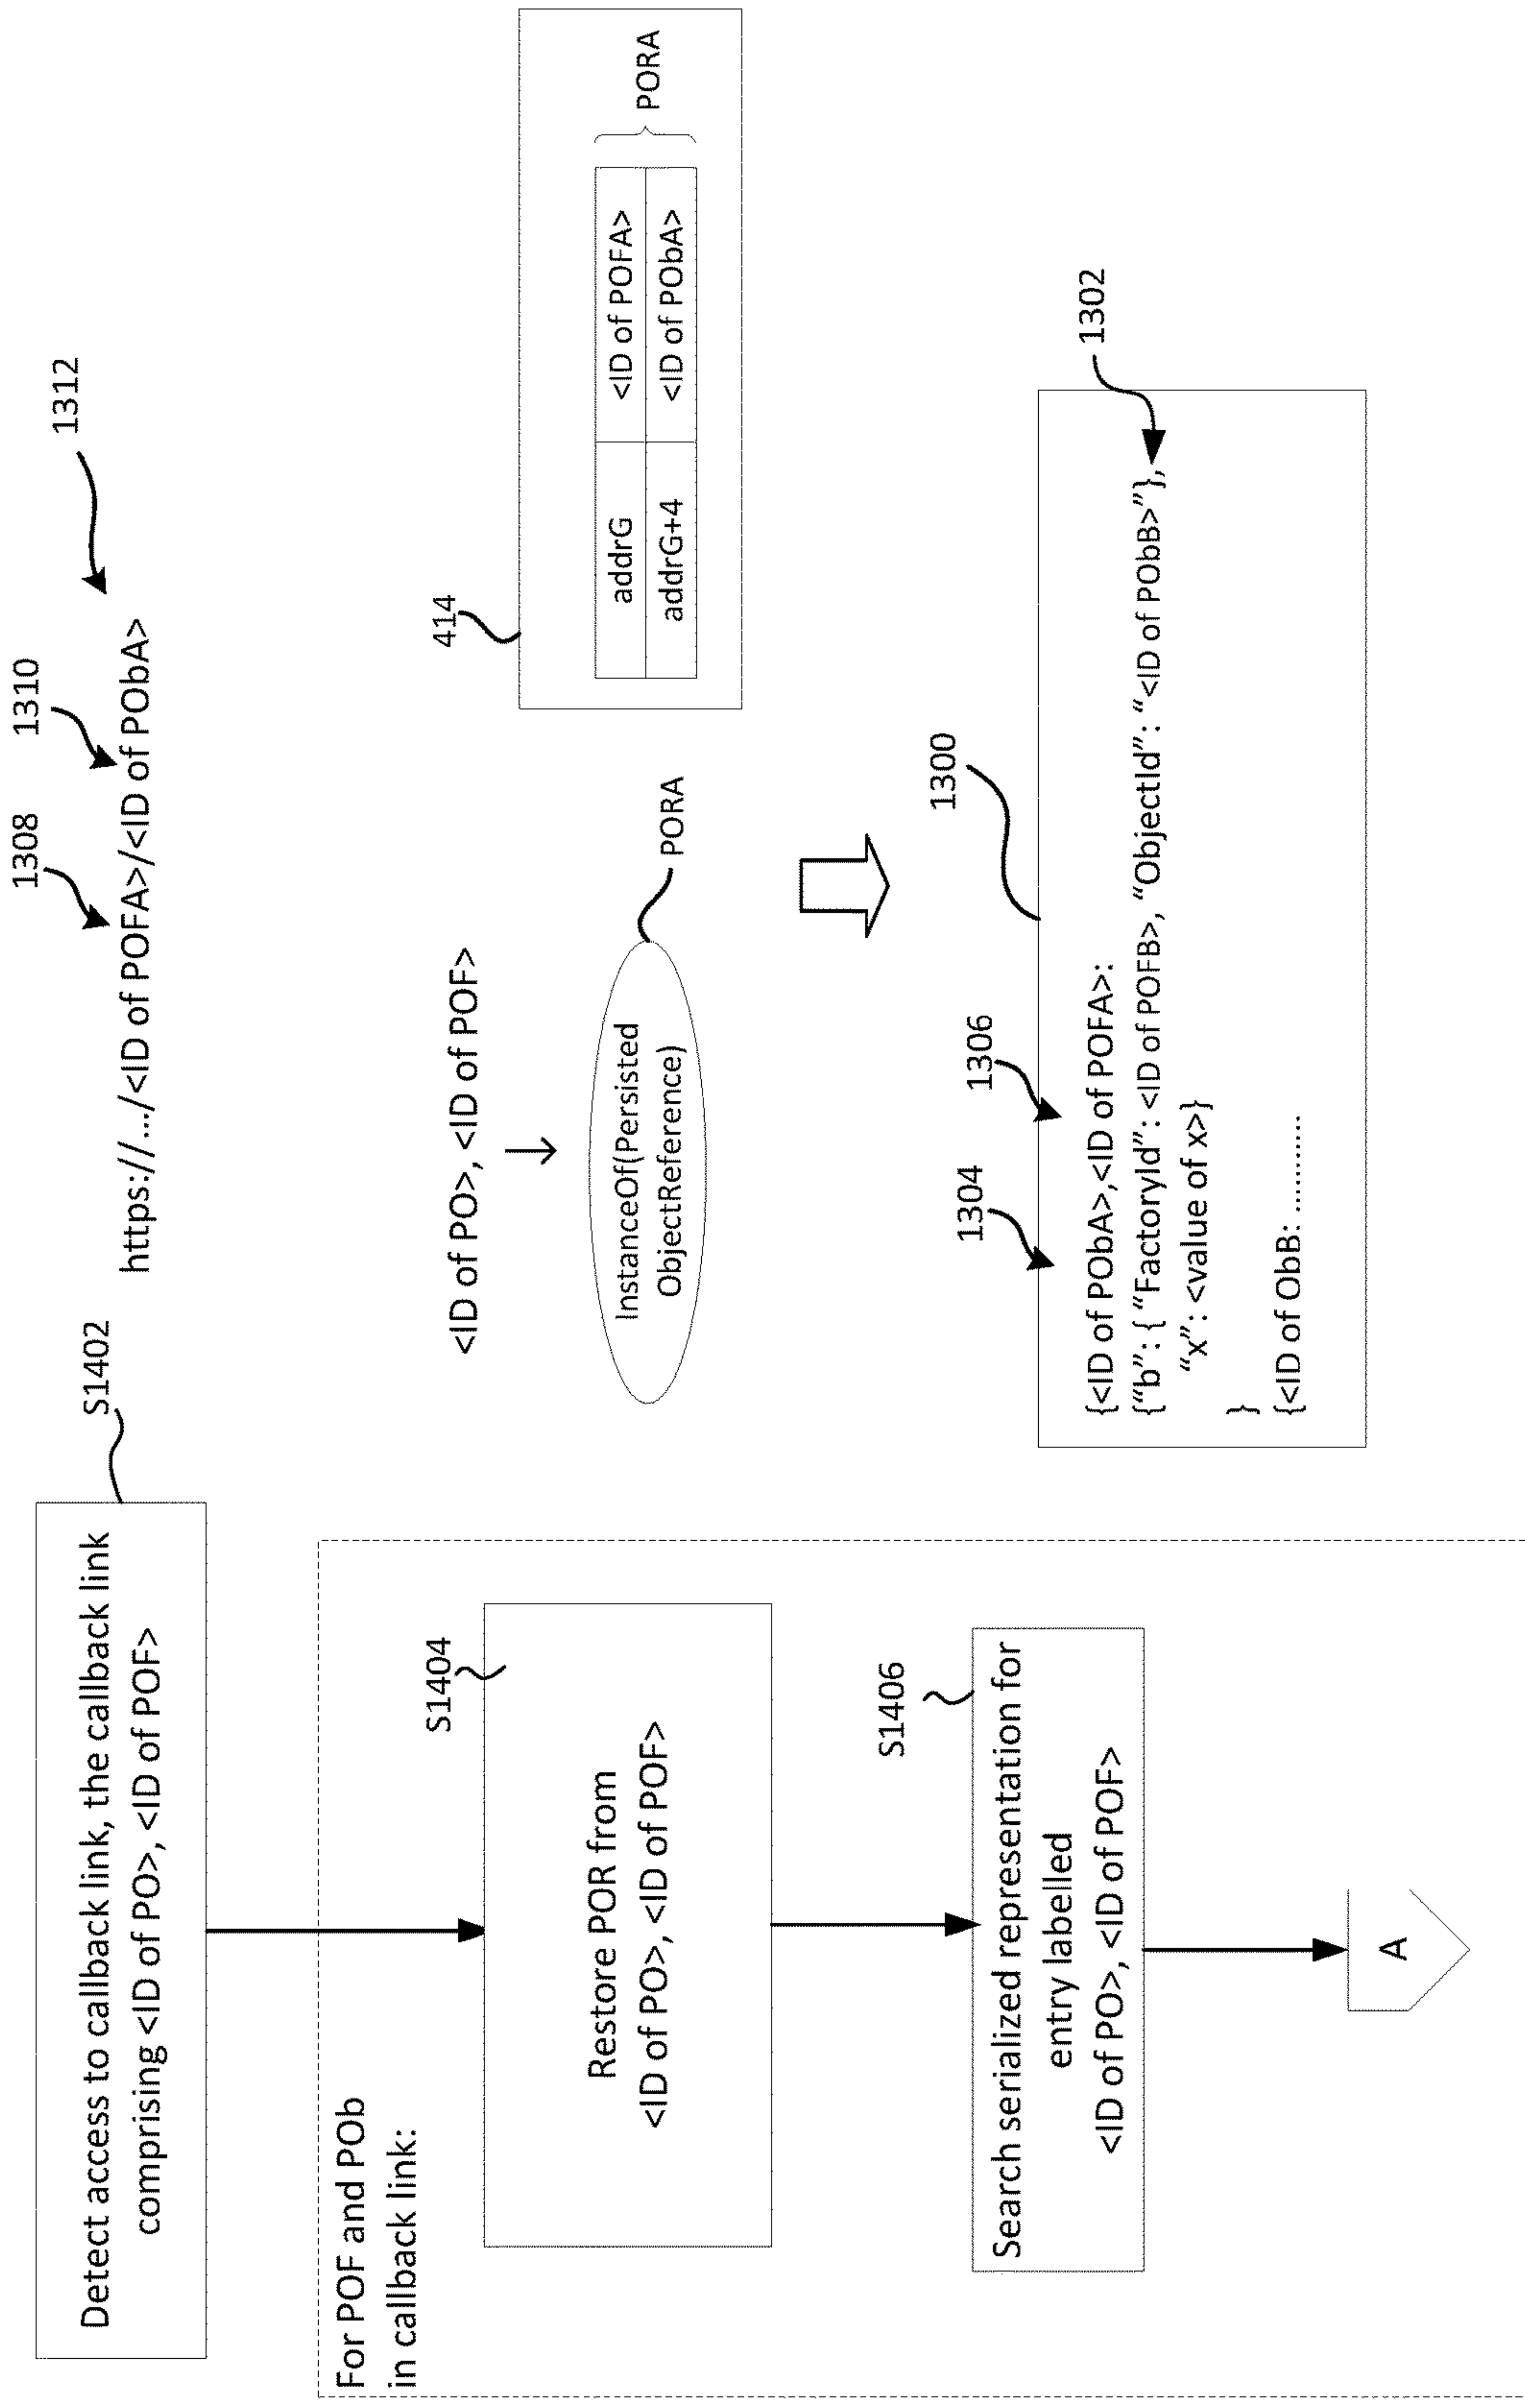 S1402
Detect access to callback link, the callback link
comprising <ID of PO>, <ID of POF>
For POF and POb
in callback link:
S1404
Restore POR from
<ID of PO>, <ID of POF>
S1406
Search serialized representation for
entry labelled
<ID of PO>, <ID of POF>
A
1308
1310
1312
https://.../<ID of POFA>/<ID of PObA>
<ID of PO>, <ID of POF>
InstanceOf(Persisted
ObjectReference)
PORA
414
addrG
<ID of POFA>
addrG+4
<ID of PObA>
PORA
1300
1304
1306
1302
{<ID of PObA>,<ID of POFA>:
{“b”: { “FactoryId”: <ID of POFB>, “ObjectId”: “<ID of PObB>”},
“x”: <value of x>}
}
{<ID of ObB: ..........